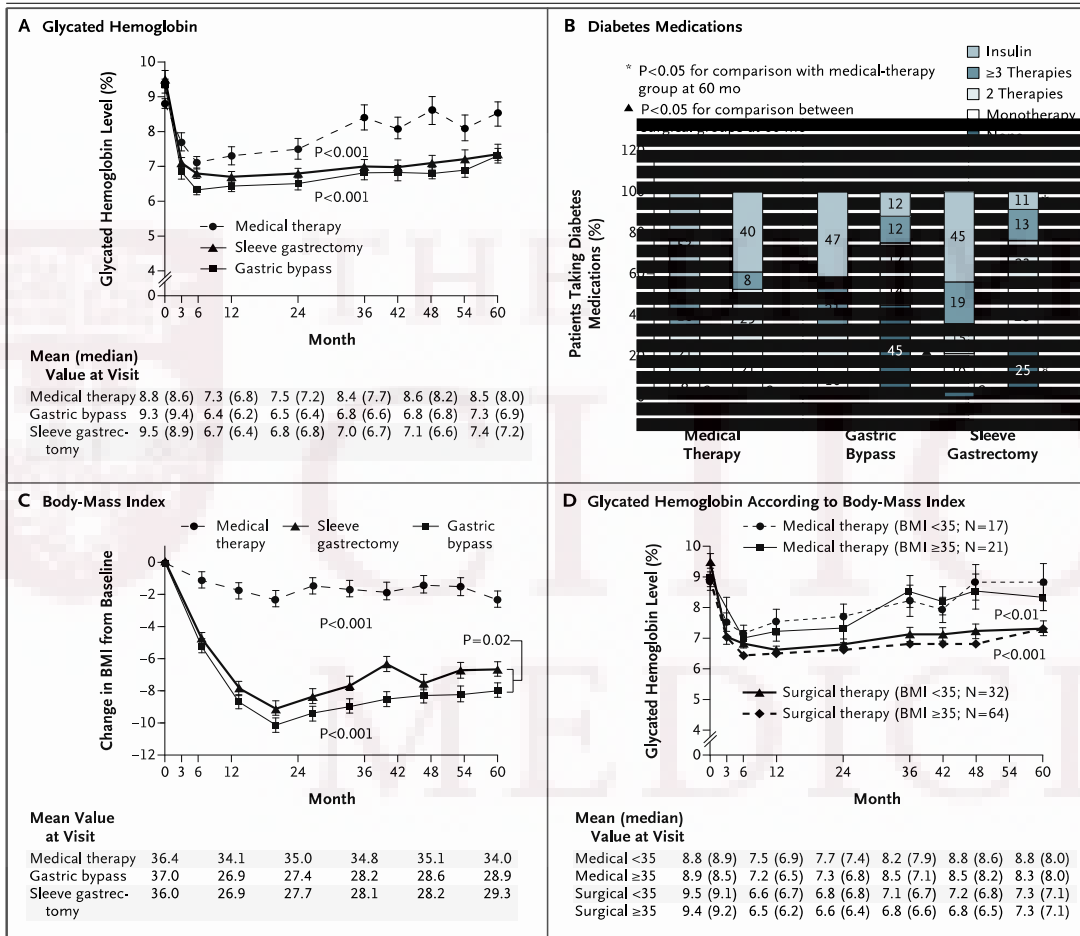 A Glycated Hemoglobin
Glycated Hemoglobin Level (%)
10
9
8
7
6
5
4
0
P<0.001
P<0.001
Medical therapy
Sleeve gastrectomy
Gastric bypass
0 3 6 12 24 36 42 48 54 60
Month
Mean (median)
Value at Visit
Medical therapy 8.8 (8.6) 7.3 (6.8) 7.5 (7.2) 8.4 (7.7) 8.6 (8.2) 8.5 (8.0)
Gastric bypass 9.3 (9.4) 6.4 (6.2) 6.5 (6.4) 6.8 (6.6) 6.8 (6.8) 7.3 (6.9)
Sleeve gastrec- 9.5 (8.9) 6.7 (6.4) 6.8 (6.8) 7.0 (6.7) 7.1 (6.6) 7.4 (7.2)
tomy
B Diabetes Medications
* P<0.05 for comparison with medical-therapy
group at 60 mo
▲ P<0.05 for comparison between
Insulin
≥3 Therapies
2 Therapies
Monotherapy
Patients Taking Diabetes
Medications (%)
40
8
47
12
12
45
45
19
11
13
25
Medical
Therapy
Gastric
Bypass
Sleeve
Gastrectomy
C Body-Mass Index
Medical
therapy
Sleeve
gastrectomy
Gastric
bypass
Change in BMI from Baseline
0
−2
−4
−6
−8
−10
−12
P<0.001
P=0.02
P<0.001
0 3 6 12 24 36 42 48 54 60
Month
Mean Value
at Visit
Medical therapy 36.4 34.1 35.0 34.8 35.1 34.0
Gastric bypass 37.0 26.9 27.4 28.2 28.6 28.9
Sleeve gastrec- 36.0 26.9 27.7 28.1 28.2 29.3
tomy
D Glycated Hemoglobin According to Body-Mass Index
Medical therapy (BMI <35; N=17)
Medical therapy (BMI ≥35; N=21)
Glycated Hemoglobin Level (%)
10
9
8
7
6
5
4
0
P<0.01
P<0.001
Surgical therapy (BMI <35; N=32)
Surgical therapy (BMI ≥35; N=64)
0 3 6 12 24 36 42 48 60
Month
Mean (median)
Value at Visit
Medical <35 8.8 (8.9) 7.5 (6.9) 7.7 (7.4) 8.2 (7.9) 8.8 (8.6) 8.8 (8.0)
Medical ≥35 8.9 (8.5) 7.2 (6.5) 7.3 (6.8) 8.5 (7.1) 8.5 (8.2) 8.3 (8.0)
Surgical <35 9.5 (9.1) 6.6 (6.7) 6.8 (6.8) 7.1 (6.7) 7.2 (6.8) 7.3 (7.1)
Surgical ≥35 9.4 (9.2) 6.5 (6.2) 6.6 (6.4) 6.8 (6.6) 6.8 (6.5) 7.3 (7.1)